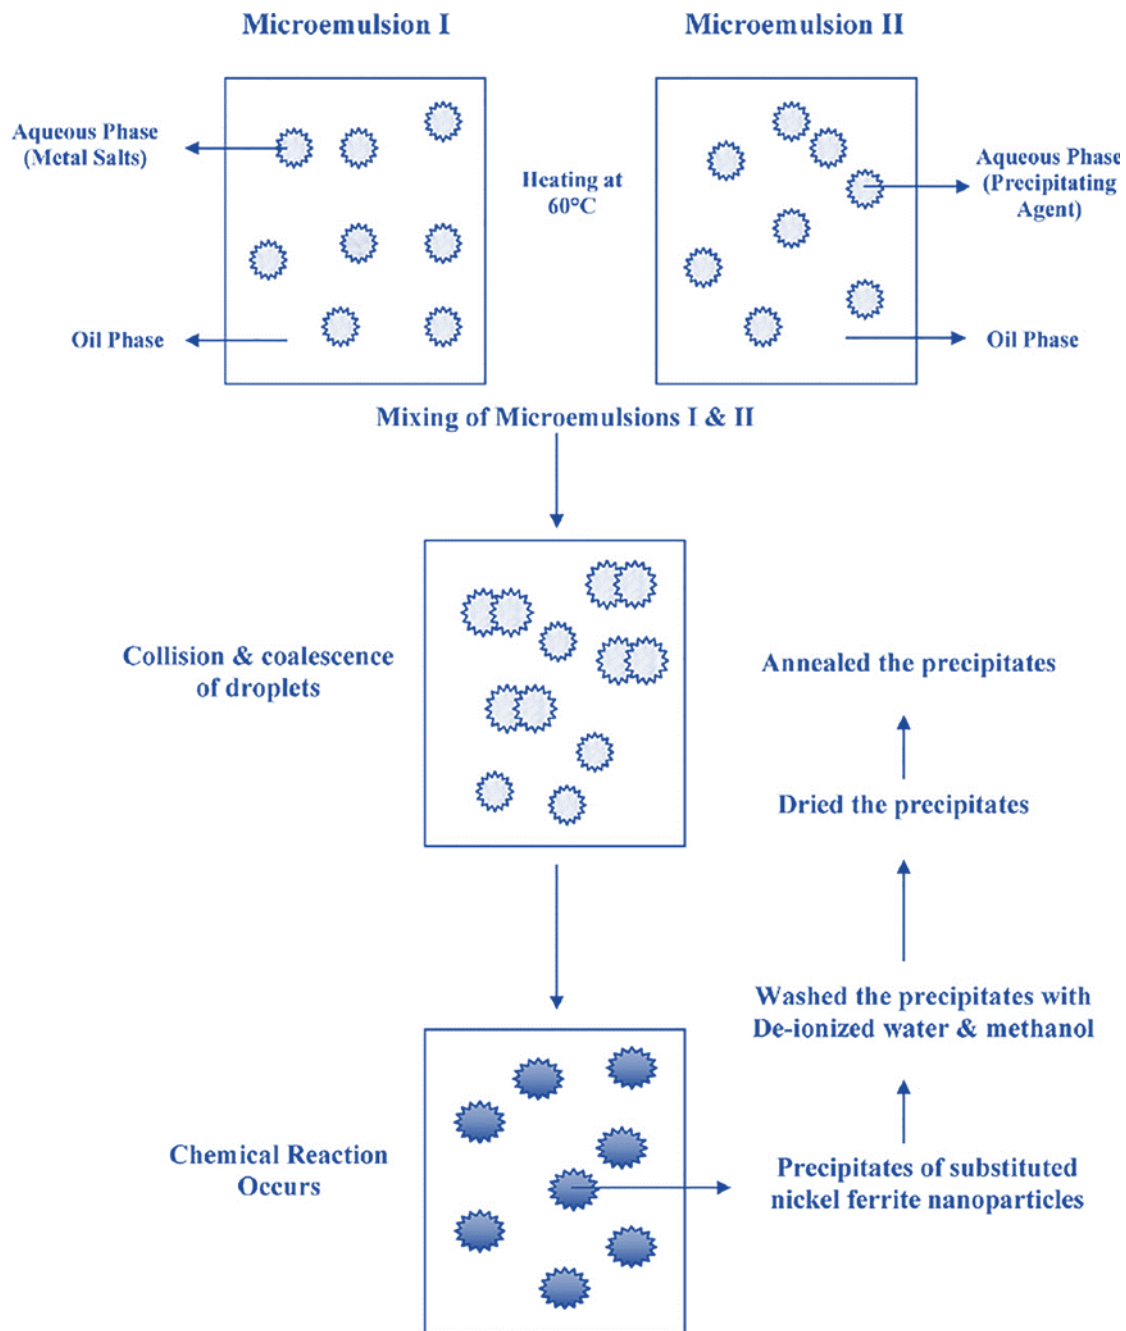 Microemulsion I
Microemulsion II
Aqueous Phase
(Metal Salts)
Heating at
60°C
Aqueous Phase
(Precipitating
Agent)
Oil Phase
Oil Phase
Mixing of Microemulsions I & II
Collision & coalescence
of droplets
Annealed the precipitates
Dried the precipitates
Washed the precipitates with
De-ionized water & methanol
Chemical Reaction
Occurs
Precipitates of substituted
nickel ferrite nanoparticles